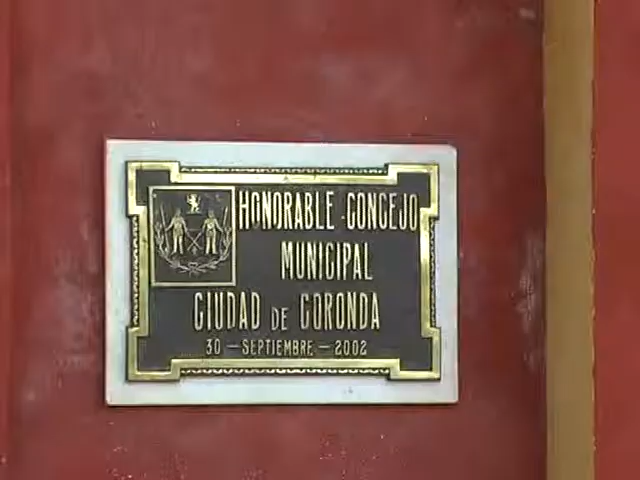 HONORABLE CONCEJO
MUNICIPAL
CIUDAD DE CORONDA
30 - SEPTIEMBRE - 2002